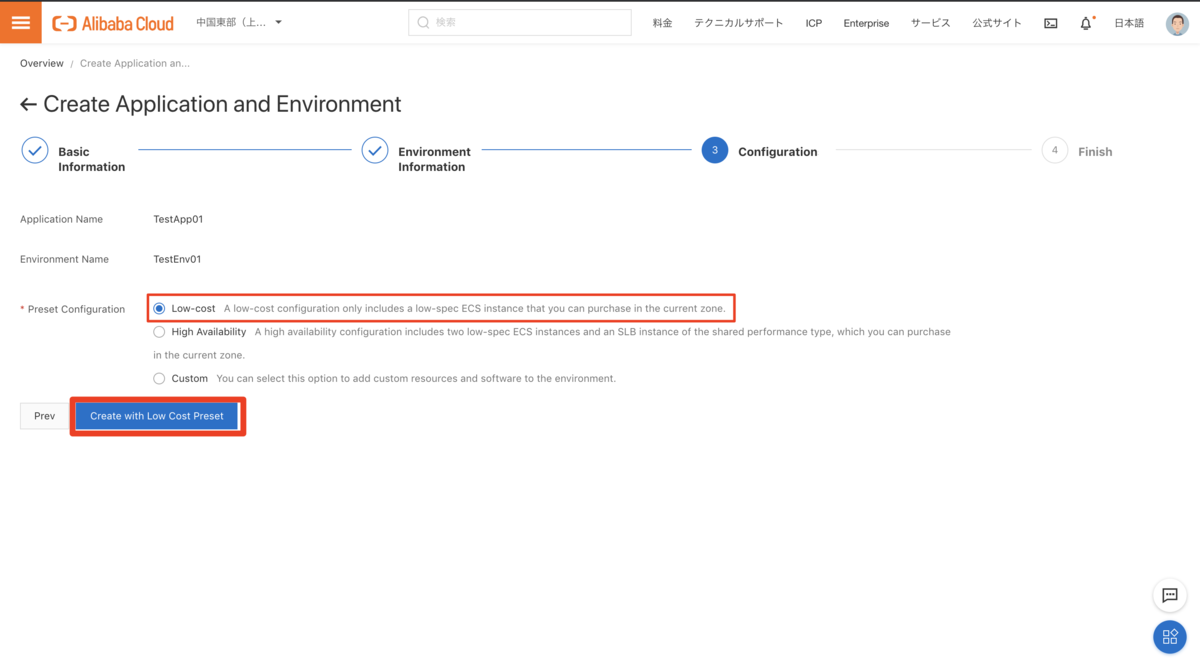 Alibaba Cloud 中国東部（上... 検索 料金 テクニカルサポート ICP Enterprise サービス 公式サイト 日本語
Overview / Create Application an...
← Create Application and Environment
Basic Information
Environment Information
3 Configuration
4 Finish
Application Name TestApp01
Environment Name TestEnv01
* Preset Configuration Low-cost A low-cost configuration only includes a low-spec ECS instance that you can purchase in the current zone.
High Availability A high availability configuration includes two low-spec ECS instances and an SLB instance of the shared performance type, which you can purchase
in the current zone.
Custom You can select this option to add custom resources and software to the environment.
Prev Create with Low Cost Preset